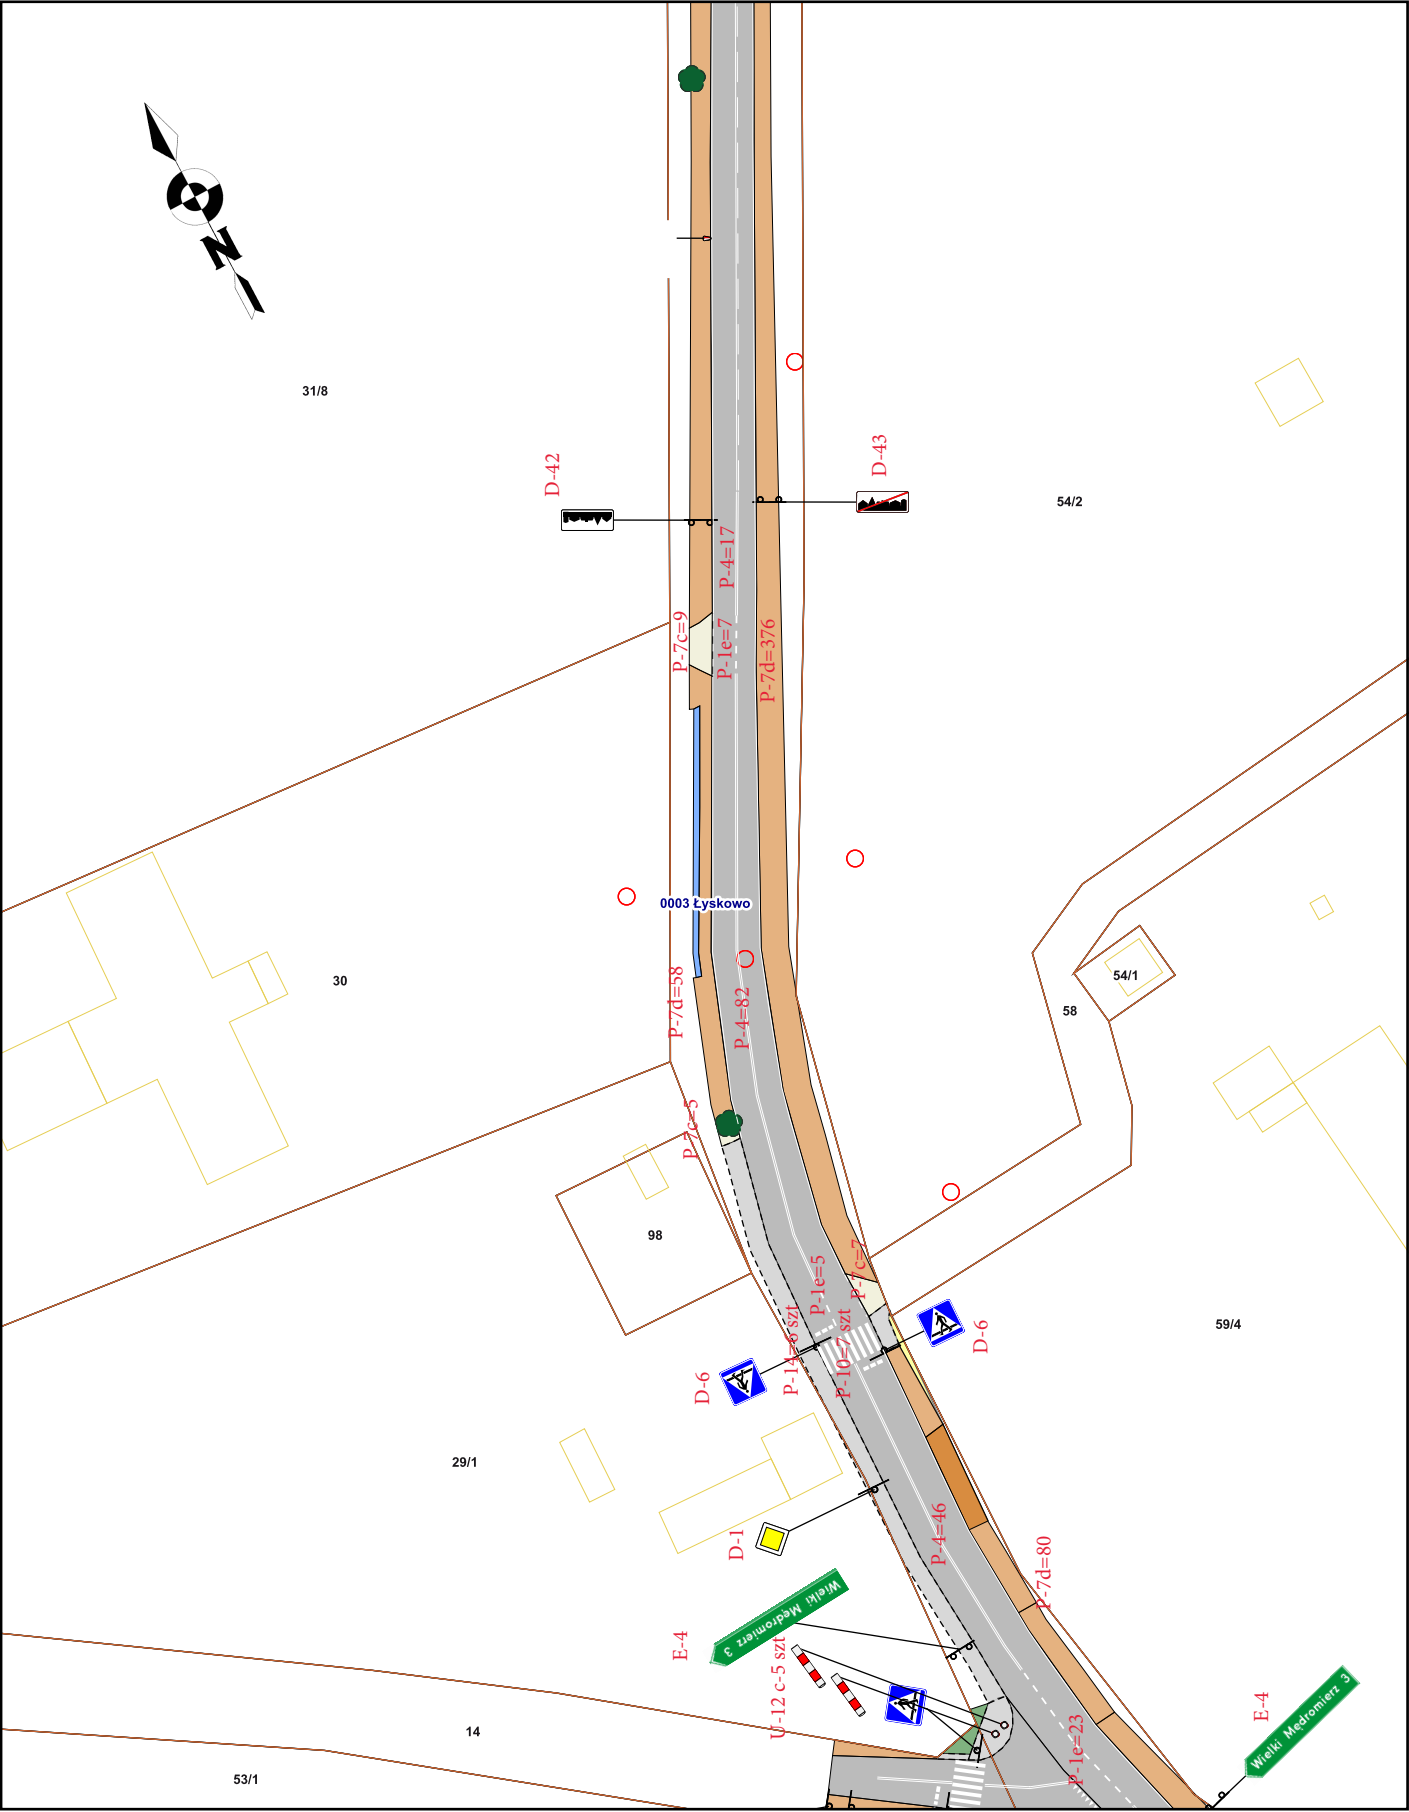 N
31/8
D-42
D-43
54/2
P-4=17
P-7c=9
P-1e=7
P-7d=376
0003 Łyskowo
30
54/1
58
P-7d=58
P-4=82
P-7c=5
98
P-1e=5
P-7c=7
P-14=6 szt
P-10=7 szt
D-6
D-6
59/4
29/1
P-4=46
D-1
P-7d=80
Wielki Mędromierz 3
E-4
U-12 c-5 szt
E-4
Wielki Mędromierz 3
14
P-1e=23
53/1